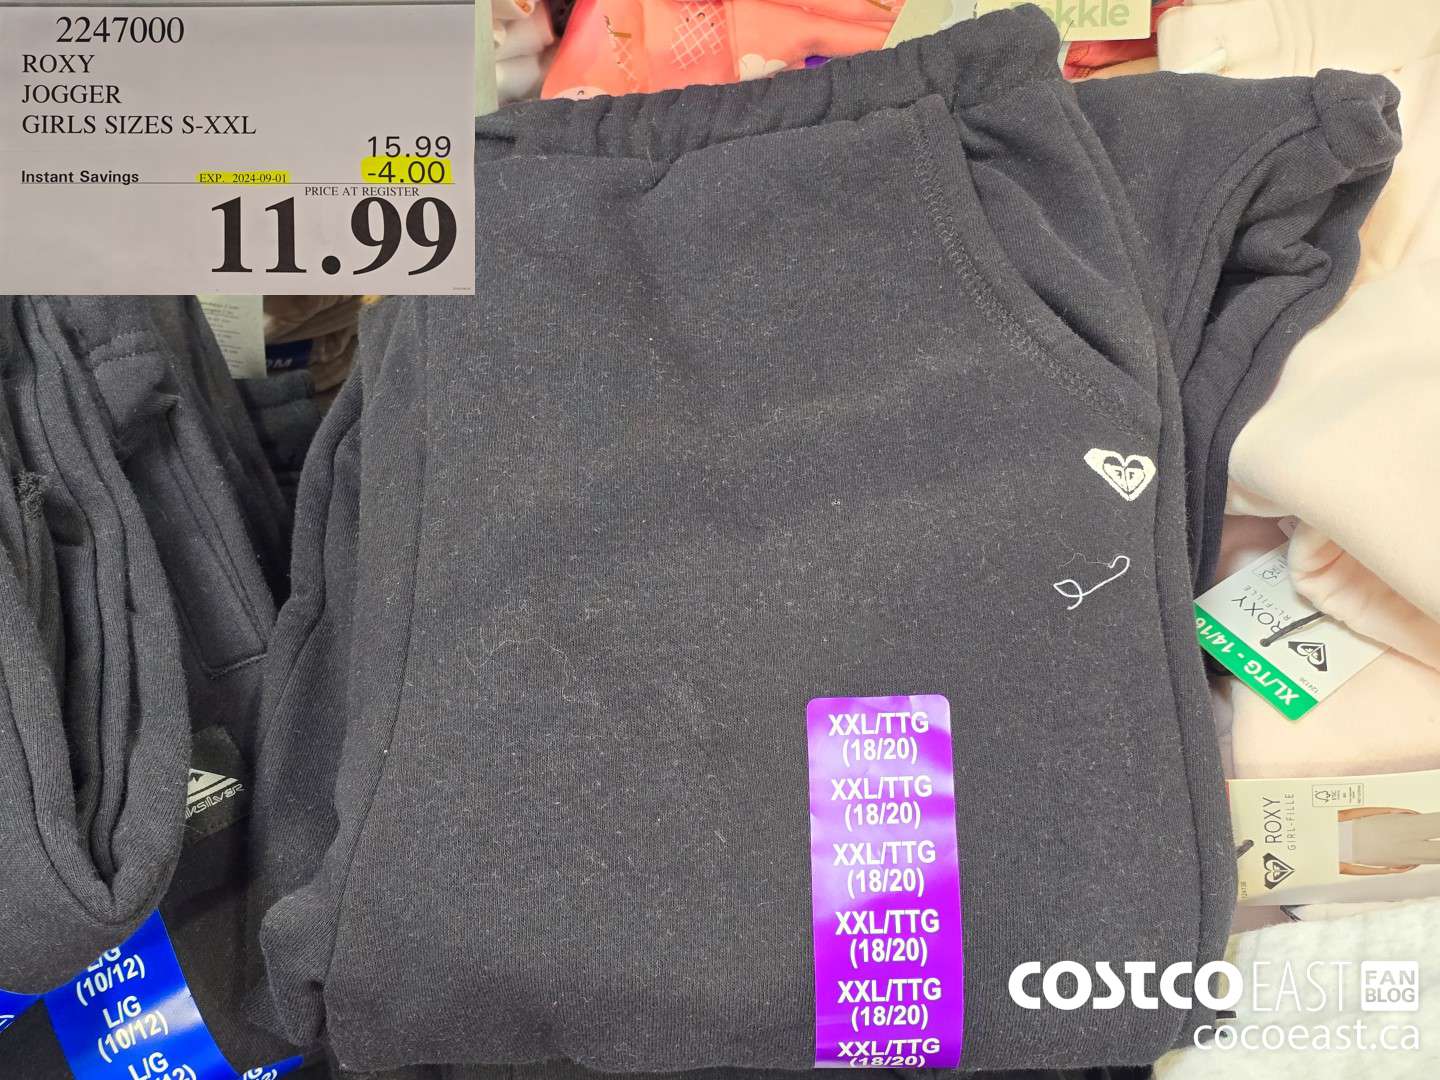 2247000
ROXY
JOGGER
GIRLS SIZES S-XXL
15.99
Instant Savings EXP. 2024-09-01 -4.00
PRICE AT REGISTER
11.99
XXL/TTG
(18/20)
XXL/TTG
(18/20)
XXL/TTG
(18/20)
XXL/TTG
(18/20)
XXL/TTG
(18/20)
XXL/TTG
(18/20)
ROXY
XL/TG - 14/16
ROXY
GIRL-FILLE
L/G
(10/12)
L/G
(10/12)
L/G
COSTCO EAST FAN BLOG
cocoeast.ca